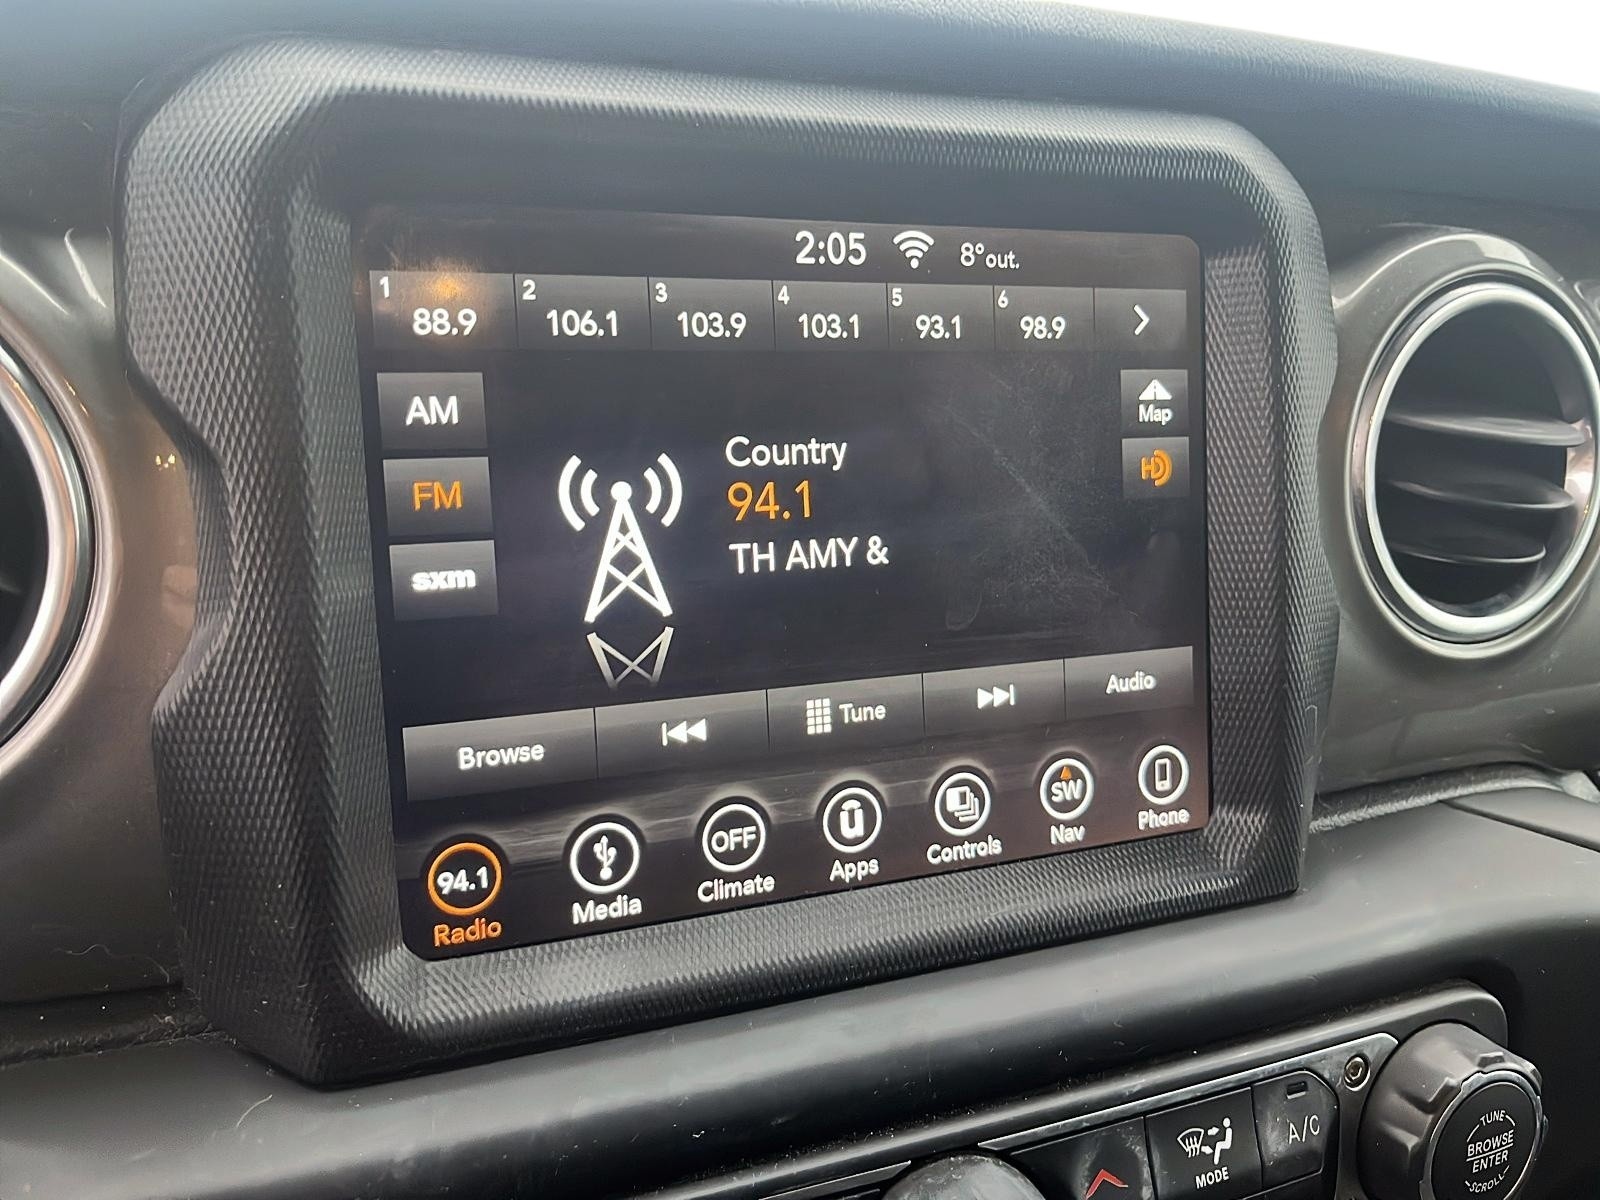 2:05 8°out.
1 88.9 2 106.1 3 103.9 4 103.1 5 93.1 6 98.9
AM
Map
FM
HD
sxm
Country
94.1
TH AMY &
Browse Tune Audio
94.1 OFF SW
Radio Media Climate Apps Controls Nav Phone
MODE
A/C
TUNE
BROWSE
ENTER
SCROLL